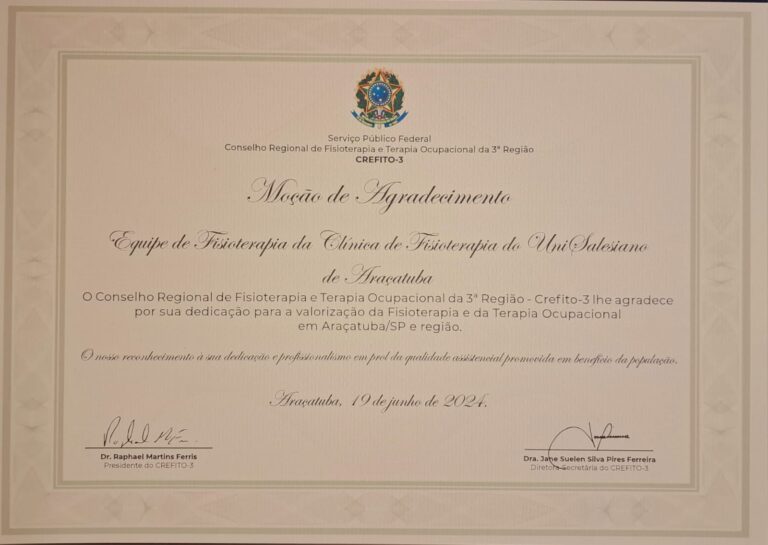 Serviço Público Federal
Conselho Regional de Fisioterapia e Terapia Ocupacional da 3ª Região
CREFITO-3
Moção de Agradecimento
Equipe de Fisioterapia da Clínica de Fisioterapia do UniSalesiano
de Araçatuba
O Conselho Regional de Fisioterapia e Terapia Ocupacional da 3ª Região - Crefito-3 lhe agradece
por sua dedicação para a valorização da Fisioterapia e da Terapia Ocupacional
em Araçatuba/SP e região.
O nosso reconhecimento à sua dedicação e profissionalismo em prol da qualidade assistencial promovida em benefício da população.
Araçatuba, 19 de junho de 2024.
Dr. Raphael Martins Ferris
Presidente do CREFITO-3
Dra. Jane Suelen Silva Pires Ferreira
Diretora Secretária do CREFITO-3